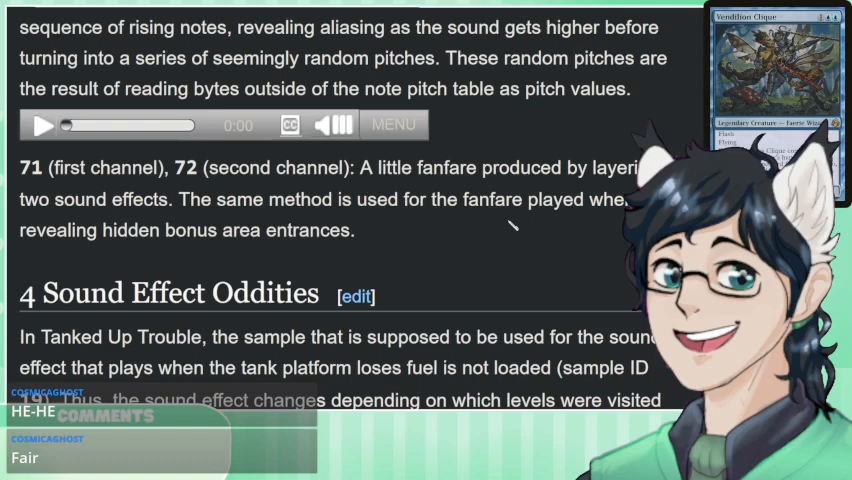 sequence of rising notes, revealing aliasing as the sound gets higher before
turning into a series of seemingly random pitches. These random pitches are
the result of reading bytes outside of the note pitch table as pitch values.
0:00 CC MENU
71 (first channel), 72 (second channel): A little fanfare produced by
two sound effects. The same method is used for the fanfare played
revealing hidden bonus area entrances.
4 Sound Effect Oddities [edit]
In Tanked Up Trouble, the sample that is supposed to be used for the
effect that plays when the tank platform loses fuel is not loaded (sample ID
19). Thus, the sound effect changes depending on which levels were visited
COSMICAGHOST
HE-HE
COMMENTS
COSMICAGHOST
Fair
Vendilion Clique
Legendary Creature — Faerie
Flash
Flying